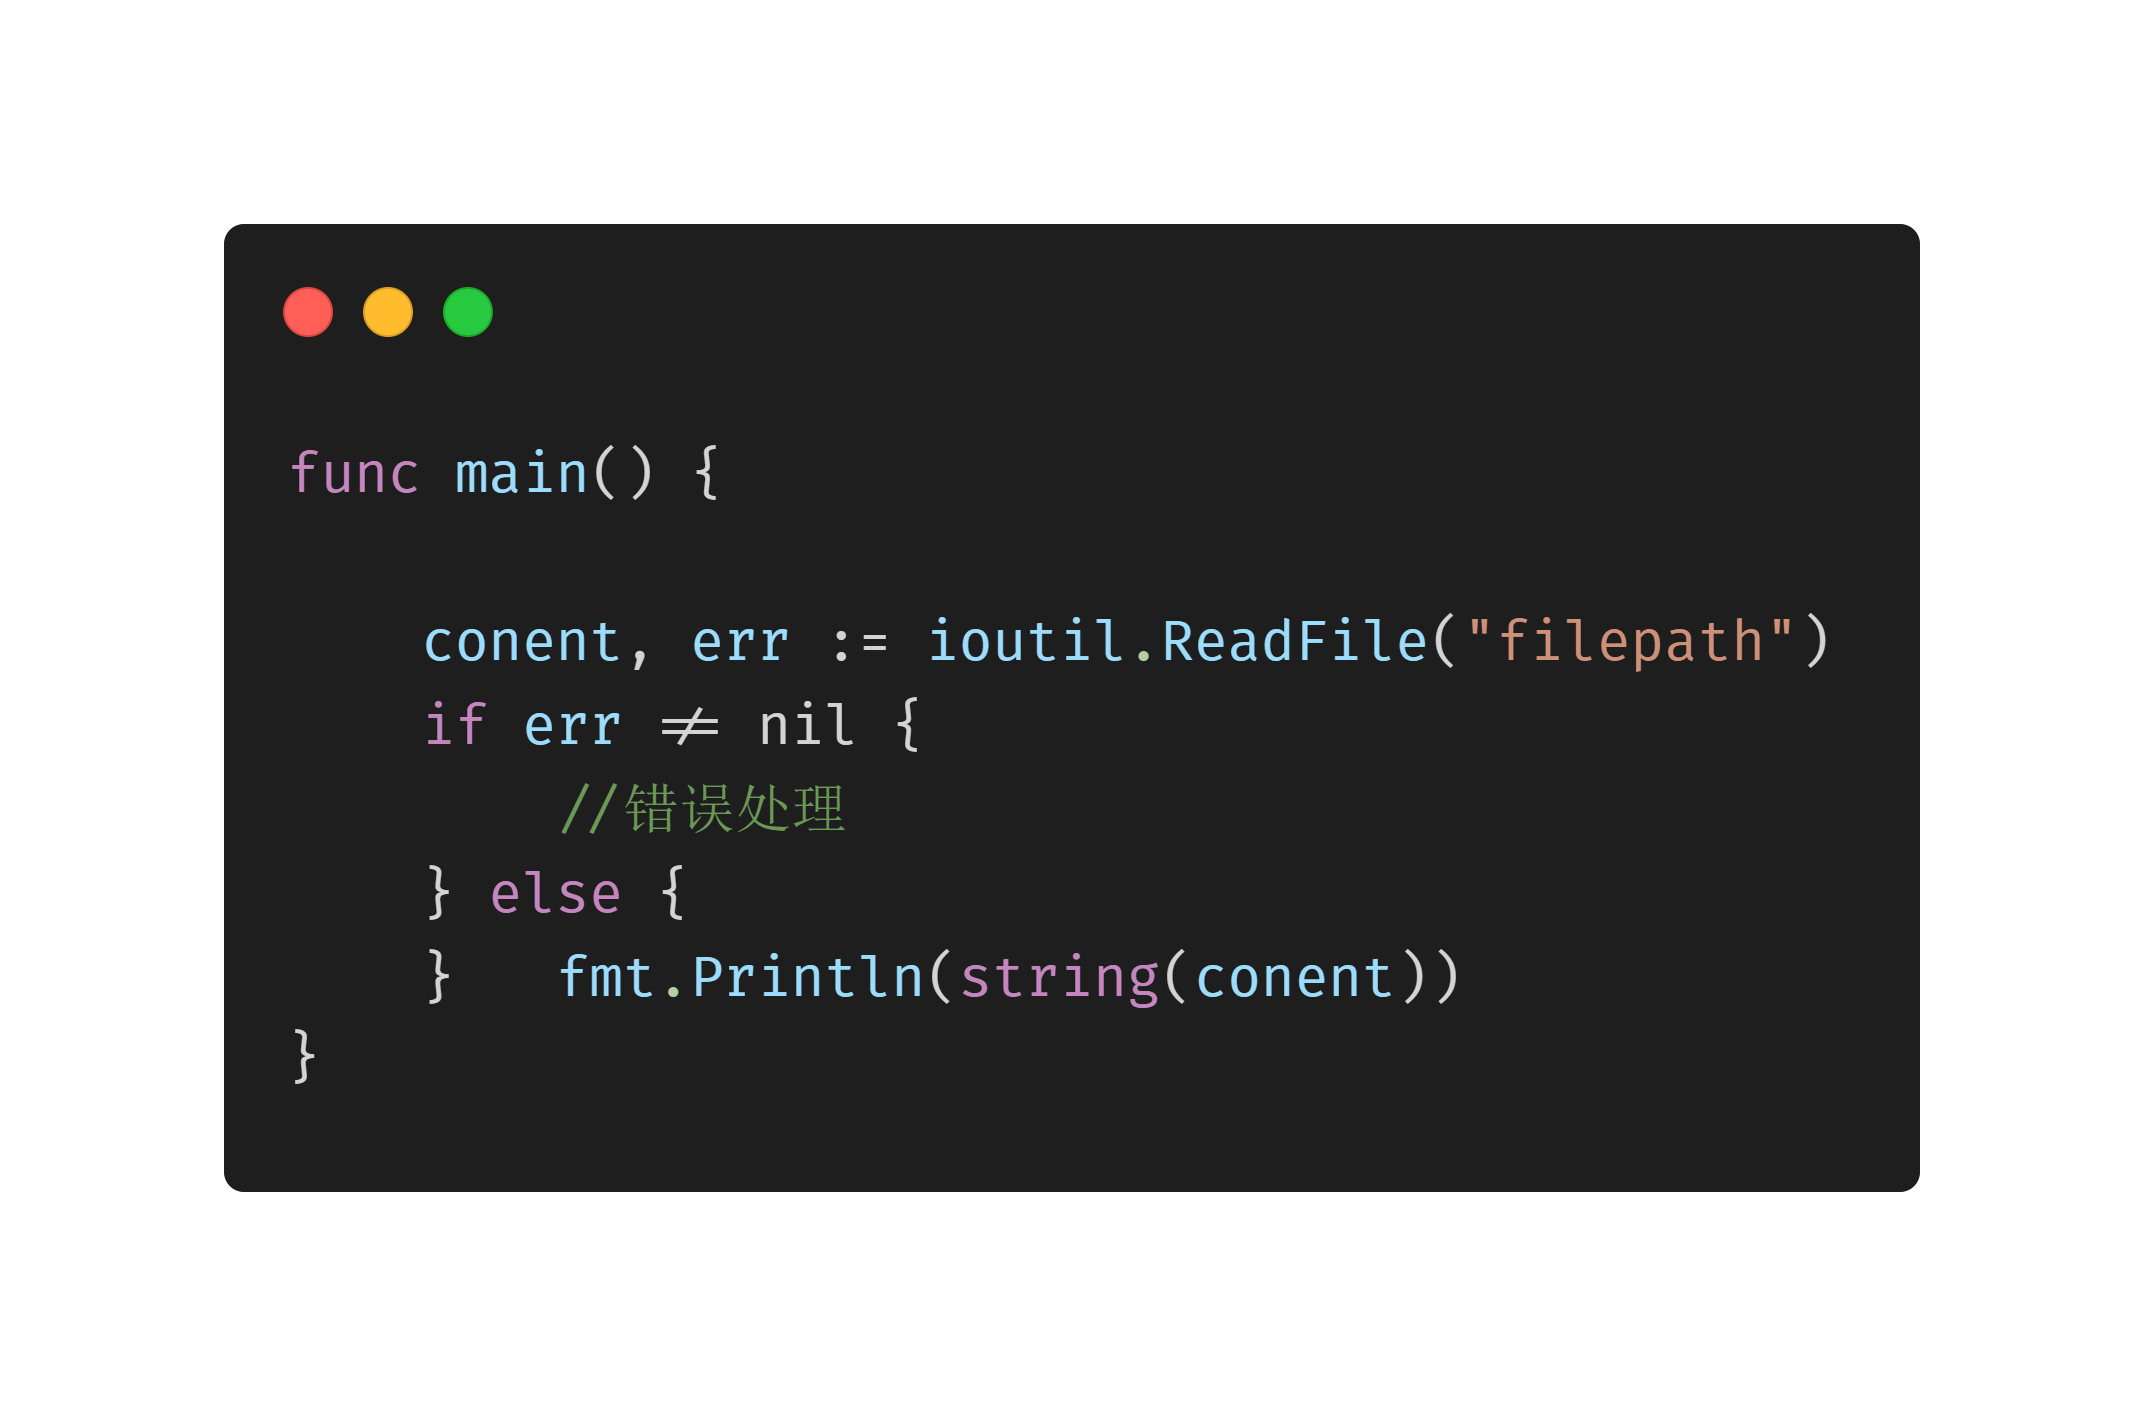 func main() {
conent, err := ioutil.ReadFile("filepath")
if err != nil {
//错误处理
} else {
}   fmt.Println(string(conent))
}